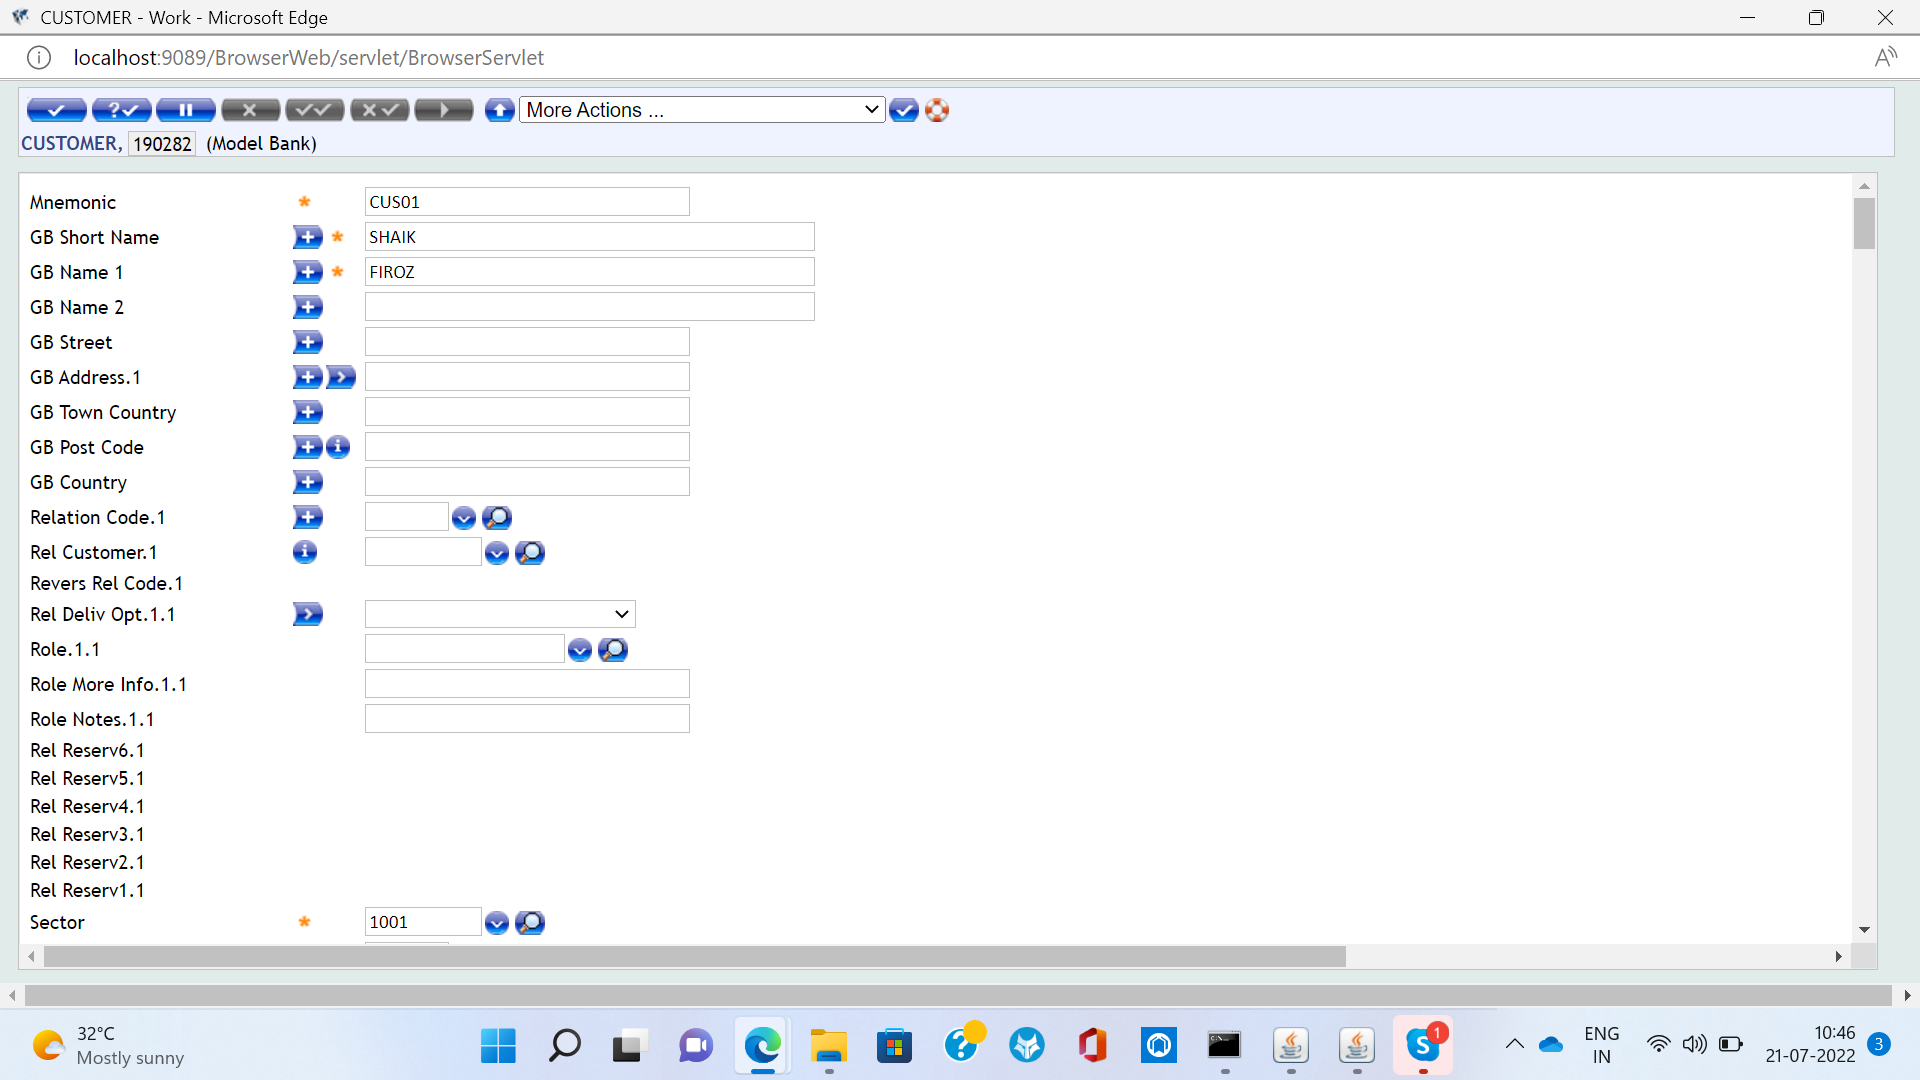 CUSTOMER - Work - Microsoft Edge
localhost:9089/BrowserWeb/servlet/BrowserServlet
More Actions ...
CUSTOMER, 190282 (Model Bank)
Mnemonic * CUS01
GB Short Name * SHAIK
GB Name 1 * FIROZ
GB Name 2
GB Street
GB Address.1
GB Town Country
GB Post Code
GB Country
Relation Code.1
Rel Customer.1
Revers Rel Code.1
Rel Deliv Opt.1.1
Role.1.1
Role More Info.1.1
Role Notes.1.1
Rel Reserv6.1
Rel Reserv5.1
Rel Reserv4.1
Rel Reserv3.1
Rel Reserv2.1
Rel Reserv1.1
Sector * 1001
32°C
Mostly sunny
1
ENG
IN
10:46
21-07-2022
3